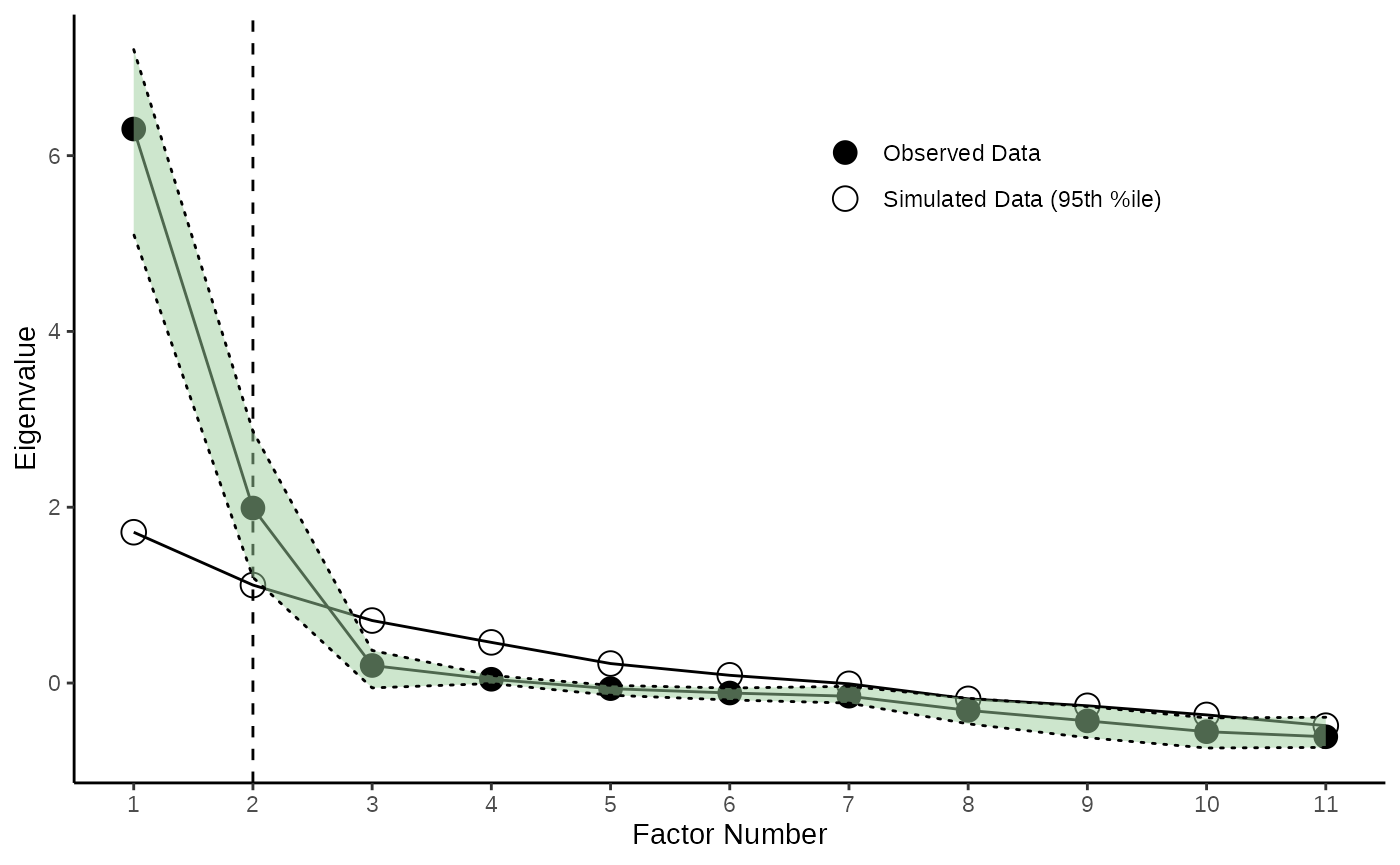 Observed Data
Simulated Data (95th %ile)
Eigenvalue
6
4
2
0
1 2 3 4 5 6 7 8 9 10 11
Factor Number